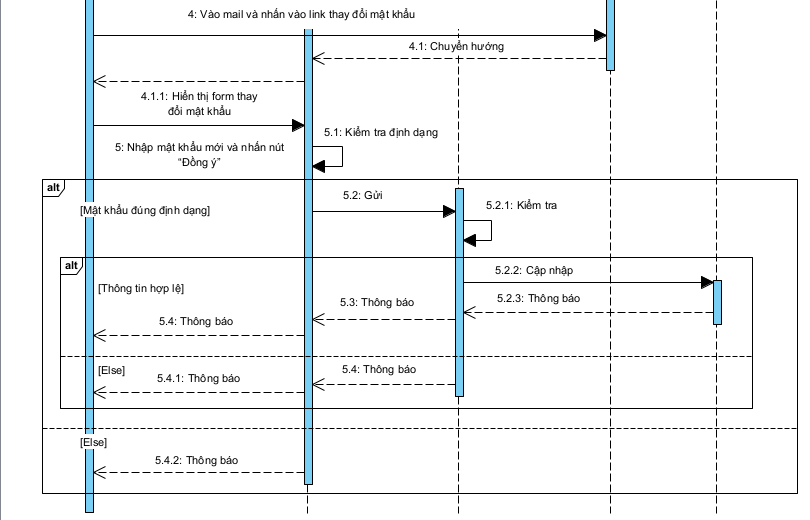 4: Vào mail và nhấn vào link thay đổi mật khẩu
4.1: Chuyển hướng
4.1.1: Hiển thị form thay
đổi mật khẩu
5.1: Kiểm tra định dạng
5: Nhập mật khẩu mới và nhấn nút
"Đồng ý"
alt
[Mật khẩu đúng định dạng]
5.2: Gửi
5.2.1: Kiểm tra
alt
[Thông tin hợp lệ]
5.2.2: Cập nhập
5.2.3: Thông báo
5.3: Thông báo
5.4: Thông báo
[Else]
5.4: Thông báo
5.4.1: Thông báo
[Else]
5.4.2: Thông báo